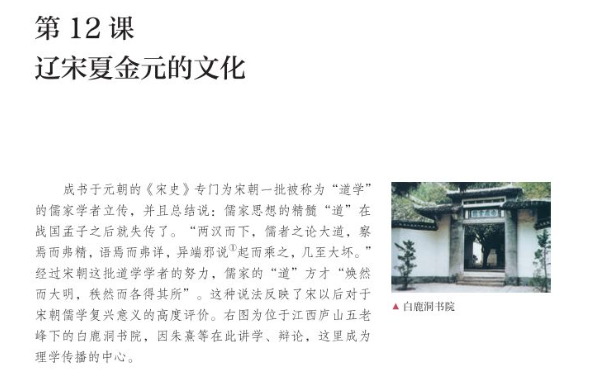 第 12 课
辽宋夏金元的文化
成书于元朝的《宋史》专门为宋朝一批被称为“道学”
的儒家学者立传，并且总结说：儒家思想的精髓“道”在
战国孟子之后就失传了。“两汉而下，儒者之论大道，察
焉而弗精，语焉而弗详，异端邪说①起而乘之，几至大坏。”
经过宋朝这批道学学者的努力，儒家的“道”方才“焕然
而大明，秩然而各得其所”。这种说法反映了宋以后对于
宋朝儒学复兴意义的高度评价。右图为位于江西庐山五老
峰下的白鹿洞书院，因朱熹等在此讲学、辩论，这里成为
理学传播的中心。
▲ 白鹿洞书院